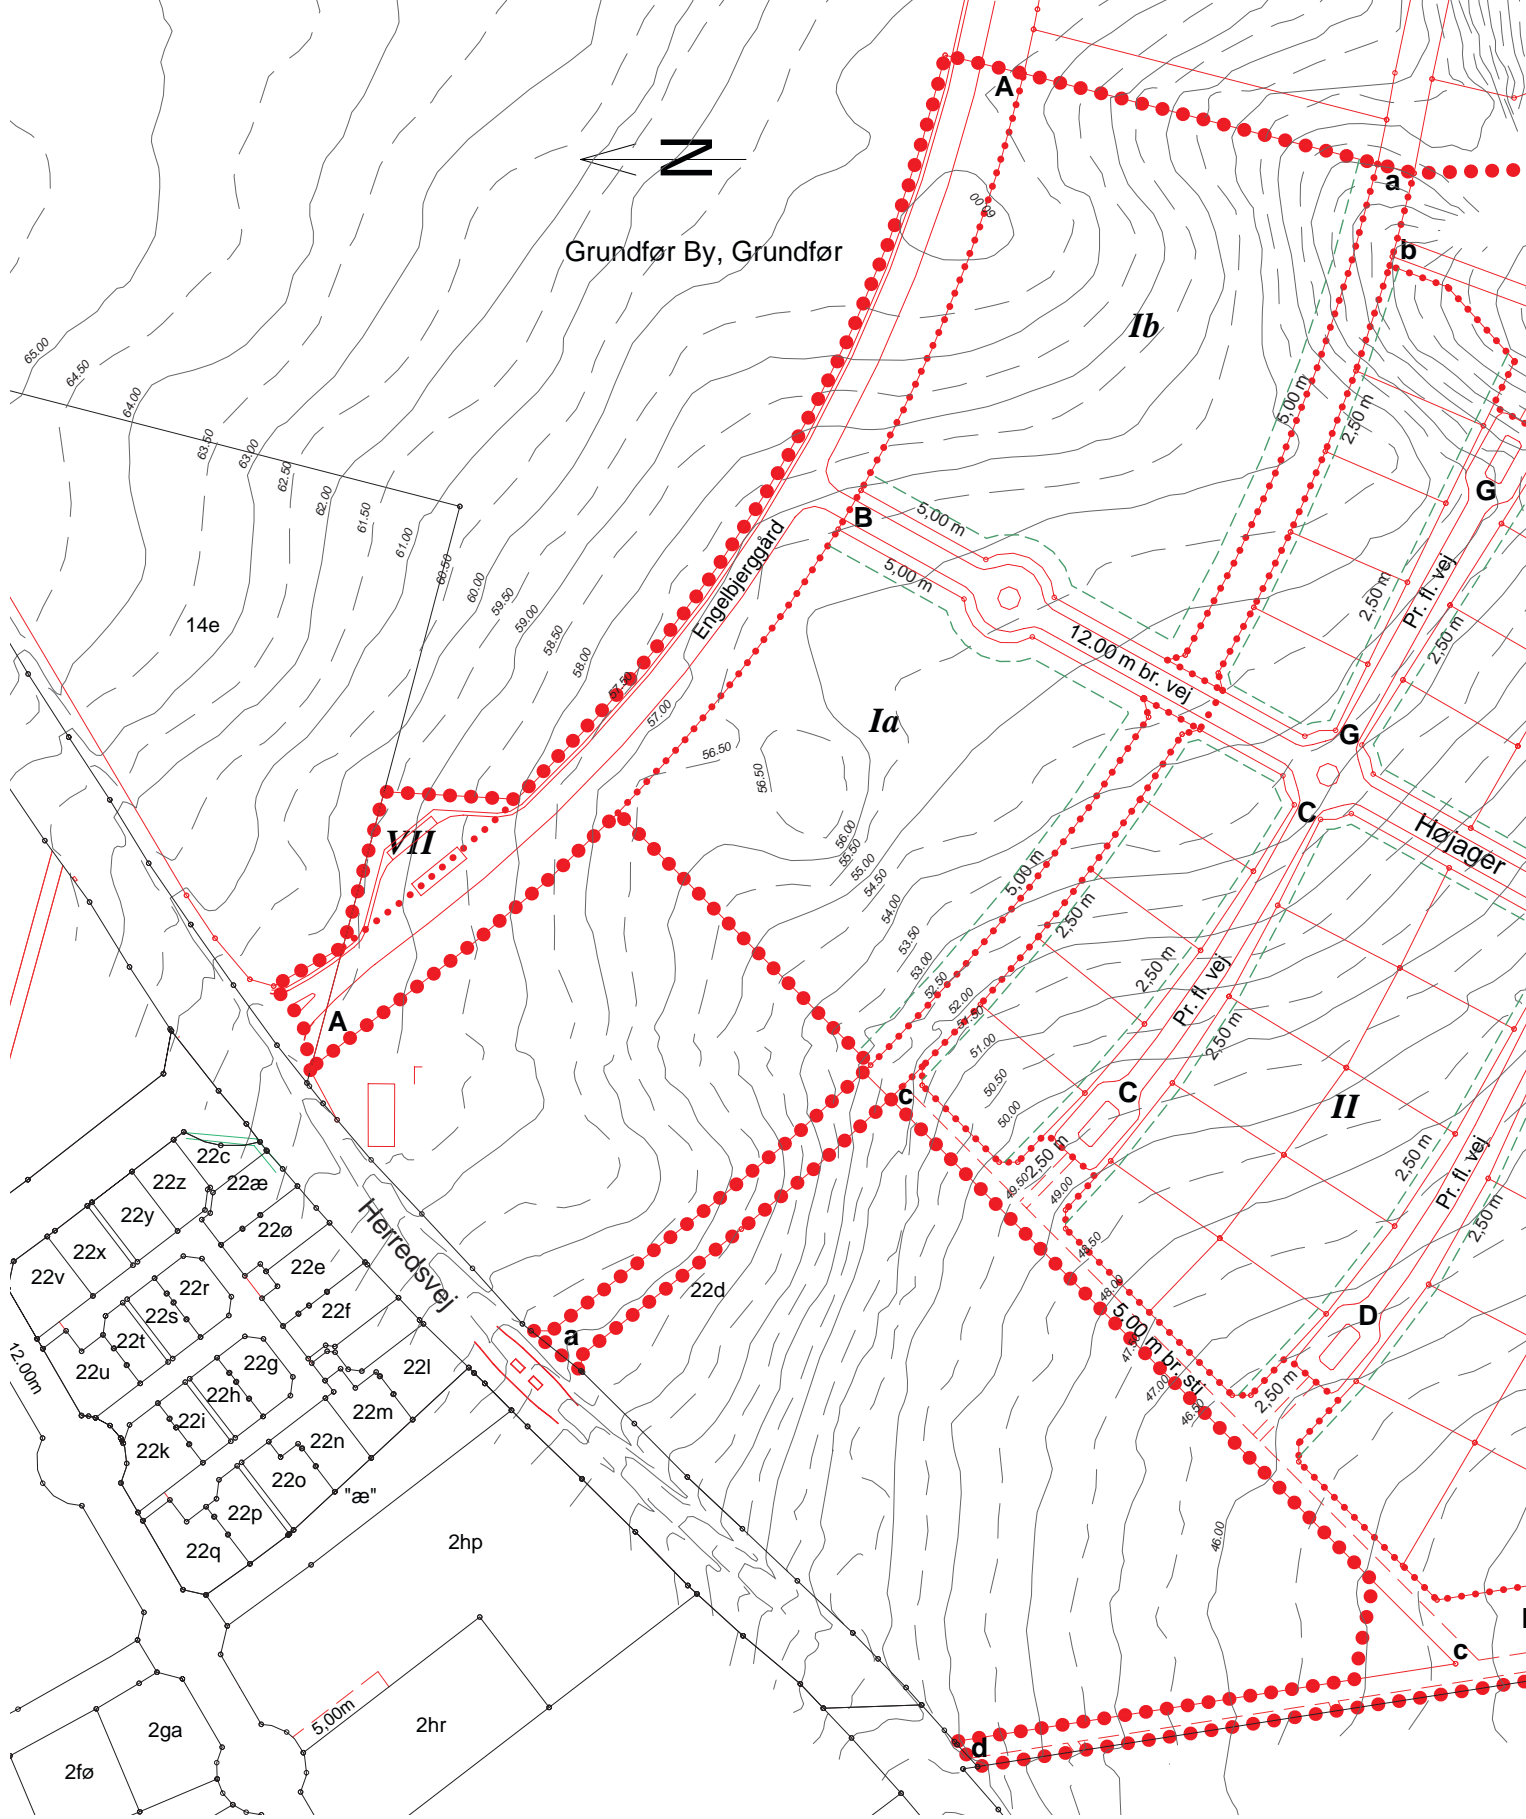 A
a
N
60.00
Grundfør By, Grundfør
b
Ib
65.00
64.50
64.00
63.50
63.00
62.50
62.00
61.50
61.00
60.50
60.00
59.50
59.00
58.50
58.00
57.50
57.00
56.50
56.50
56.00
55.50
55.00
54.50
54.00
53.50
53.00
52.50
52.00
51.50
51.00
50.50
50.00
49.50
49.00
48.50
48.00
47.00
46.50
46.00
5,00 m
2,50 m
G
B
5,00 m
5,00 m
Engelbjerggård
14e
12.00 m br. vej
2,50 m
Pr. fl. vej
2,50 m
Ia
G
C
Højager
VII
5,00 m
2,50 m
2,50 m
Pr. fl. vej
2,50 m
A
c
C
II
2,50 m
2,50 m
Pr. fl. vej
2,50 m
D
2,50 m
5,00 m br. sti
Herredsvej
22c
22z
22æ
22y
22ø
22x
22e
22v
22r
22d
22s
22f
22t
a
22u
22g
22l
12.00m
22h
22i
22m
22k
22n
22o
"æ"
22p
22q
2hp
c
5,00m
2hr
2ga
d
2fø